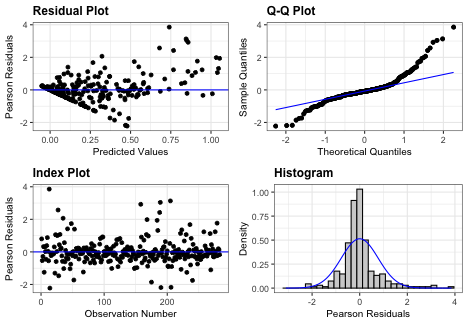 Residual Plot
Pearson Residuals
4
2
0
-2
0.00 0.25 0.50 0.75 1.00
Predicted Values
Q-Q Plot
Sample Quantiles
4
2
0
-2
-2 -1 0 1 2
Theoretical Quantiles
Index Plot
Pearson Residuals
4
2
0
-2
0 100 200
Observation Number
Histogram
Density
1.00
0.75
0.50
0.25
0.00
-2 0 2 4
Pearson Residuals